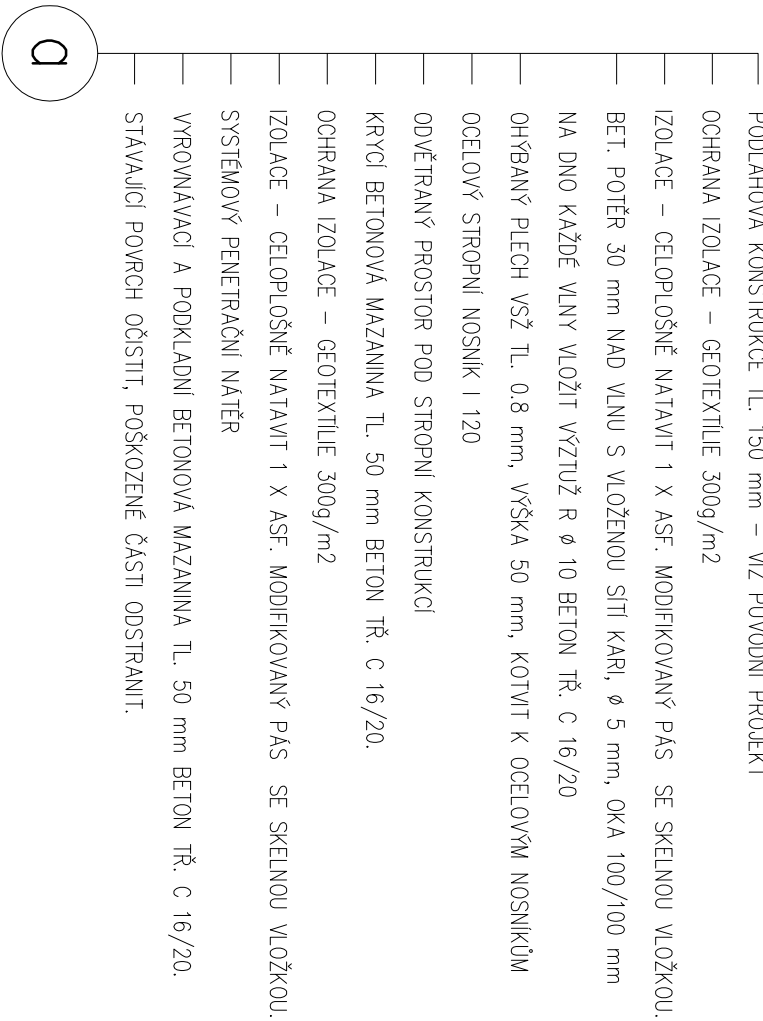 PODLAHOVÁ KONSTRUKCE TL. 150 mm – VIZ PŮVODNÍ PROJEKT
OCHRANA IZOLACE – GEOTEXTÍLIE 300g/m2
IZOLACE – CELOPLOŠNĚ NATAVIT 1 X ASF. MODIFIKOVANÝ PÁS SE SKELNOU VLOŽKOU.
BET. POTĚR 30 mm NAD VLNU S VLOŽENOU SÍTÍ KARI, ø 5 mm, OKA 100/100 mm
NA DNO KAŽDÉ VLNY VLOŽIT VÝZTUŽ R ø 10 BETON TŘ. C 16/20
OHÝBANÝ PLECH VSŽ TL. 0.8 mm, VÝŠKA 50 mm, KOTVIT K OCELOVÝM NOSNÍKŮM
OCELOVÝ STROPNÍ NOSNÍK I 120
ODVĚTRANÝ PROSTOR POD STROPNÍ KONSTRUKCÍ
KRYCÍ BETONOVÁ MAZANINA TL. 50 mm BETON TŘ. C 16/20.
OCHRANA IZOLACE – GEOTEXTÍLIE 300g/m2
IZOLACE – CELOPLOŠNĚ NATAVIT 1 X ASF. MODIFIKOVANÝ PÁS SE SKELNOU VLOŽKOU.
SYSTÉMOVÝ PENETRAČNÍ NÁTĚR
VYROVNÁVACÍ A PODKLADNÍ BETONOVÁ MAZANINA TL. 50 mm BETON TŘ. C 16/20.
STÁVAJÍCÍ POVRCH OČISTIT, POŠKOZENÉ ČÁSTI ODSTRANIT.
D